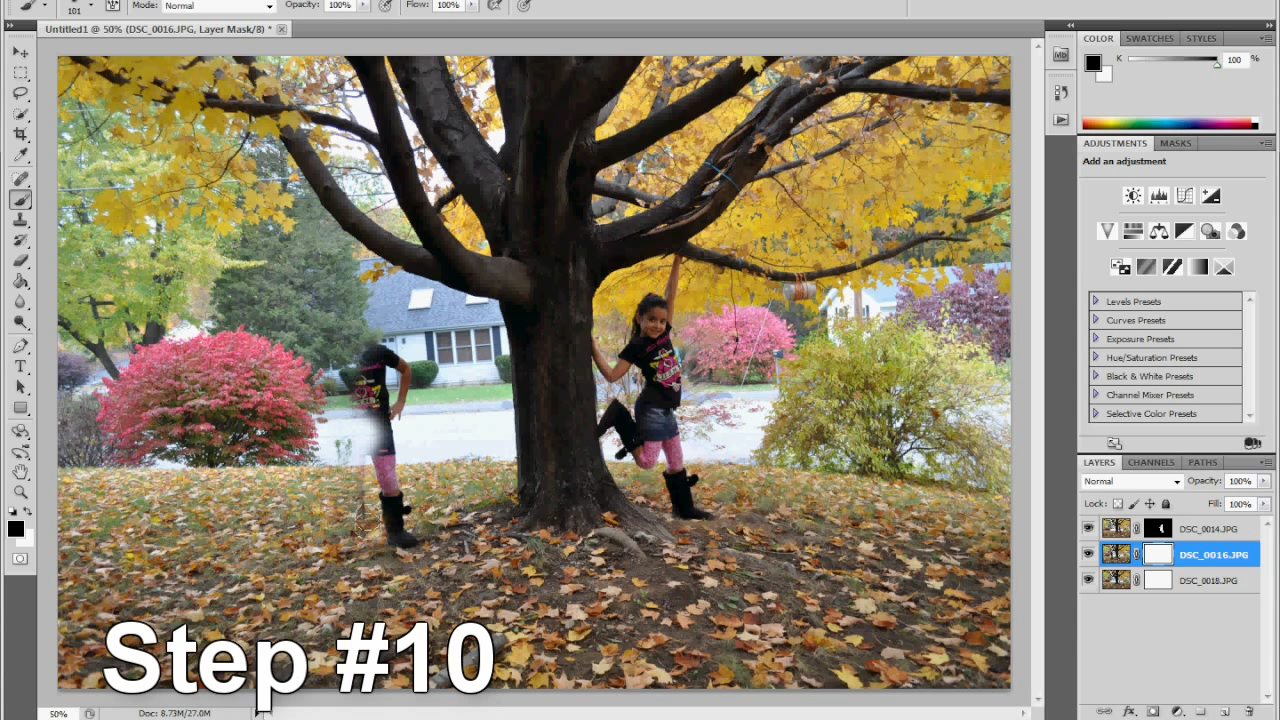 101 Mode: Normal Opacity: 100% Flow: 100%
Untitled1 @ 50% (DSC_0016.JPG, Layer Mask/8) *
COLOR SWATCHES STYLES
K 100 %
ADJUSTMENTS MASKS
Add an adjustment
Levels Presets
Curves Presets
Exposure Presets
Hue/Saturation Presets
Black & White Presets
Channel Mixer Presets
Selective Color Presets
LAYERS CHANNELS PATHS
Normal Opacity: 100%
Lock: Fill: 100%
DSC_0014.JPG
DSC_0016.JPG
DSC_0018.JPG
Step #10
50% Doc: 8.73M/27.0M